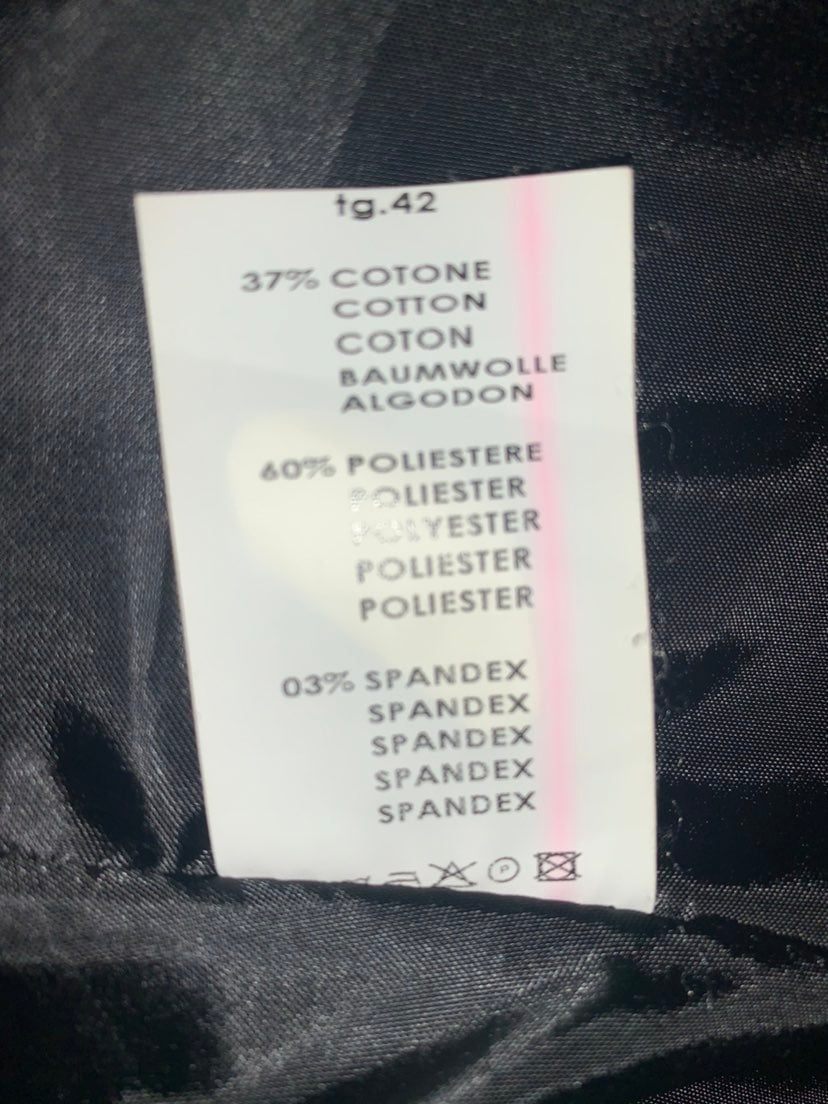 tg.42
37% COTONE
COTTON
COTON
BAUMWOLLE
ALGODON
60% POLIESTERE
POLIESTER
POLYESTER
POLIESTER
POLIESTER
03% SPANDEX
SPANDEX
SPANDEX
SPANDEX
SPANDEX
P